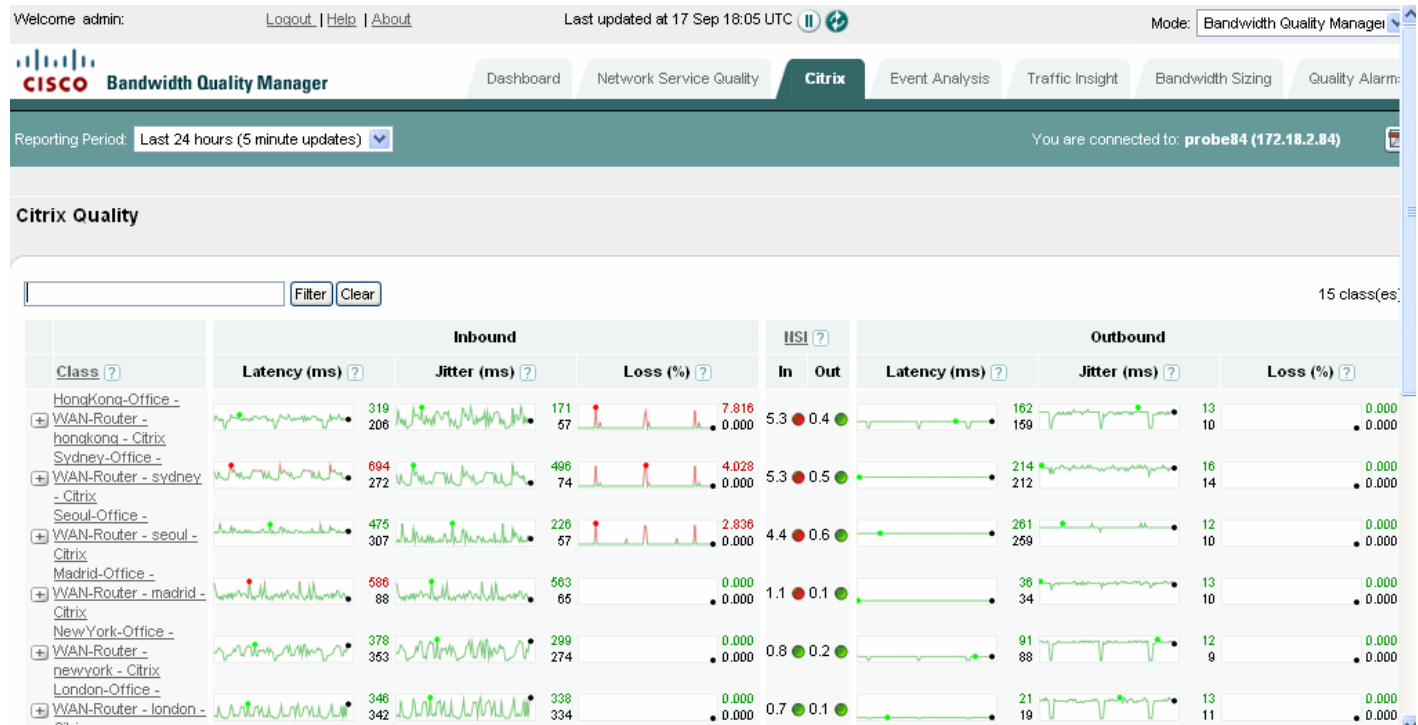 Welcome admin: Logout | Help | About Last updated at 17 Sep 18:05 UTC Mode: Bandwidth Quality Manager
CISCO Bandwidth Quality Manager Dashboard Network Service Quality Citrix Event Analysis Traffic Insight Bandwidth Sizing Quality Alarm
Reporting Period: Last 24 hours (5 minute updates) You are connected to: probe84 (172.18.2.84)
Citrix Quality
Filter Clear 15 class(es)
Inbound NSI ? Outbound
Class ? Latency (ms) ? Jitter (ms) ? Loss (%) ? In Out Latency (ms) ? Jitter (ms) ? Loss (%) ?
HongKong-Office -
+ WAN-Router -
hongkong - Citrix
319 171 7.816 162 13 0.000
206 57 0.000 5.3 0.4 159 10 0.000
Sydney-Office -
+ WAN-Router - sydney
- Citrix
694 496 4.028 214 16 0.000
272 74 0.000 5.3 0.5 212 14 0.000
Seoul-Office -
+ WAN-Router - seoul -
Citrix
475 226 2.836 261 12 0.000
307 57 0.000 4.4 0.6 259 10 0.000
Madrid-Office -
+ WAN-Router - madrid -
Citrix
586 563 0.000 36 13 0.000
88 65 0.000 1.1 0.1 34 10 0.000
NewYork-Office -
+ WAN-Router -
newyork - Citrix
378 299 0.000 91 12 0.000
353 274 0.000 0.8 0.2 88 9 0.000
London-Office -
+ WAN-Router - london -
346 338 0.000 21 13 0.000
342 334 0.000 0.7 0.1 19 11 0.000